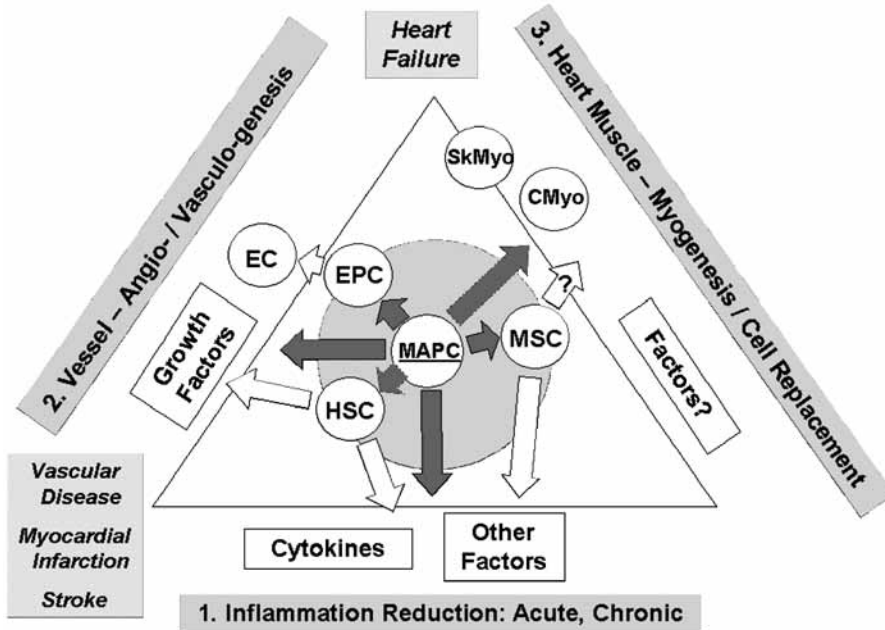 Heart
Failure
2. Vessel – Angio- / Vasculo-genesis
3. Heart Muscle – Myogenesis / Cell Replacement
SkMyo
CMyo
EC
EPC
?
MAPC
MSC
HSC
Growth
Factors
Factors?
Vascular
Disease
Myocardial
Infarction
Stroke
Cytokines
Other
Factors
1. Inflammation Reduction: Acute, Chronic